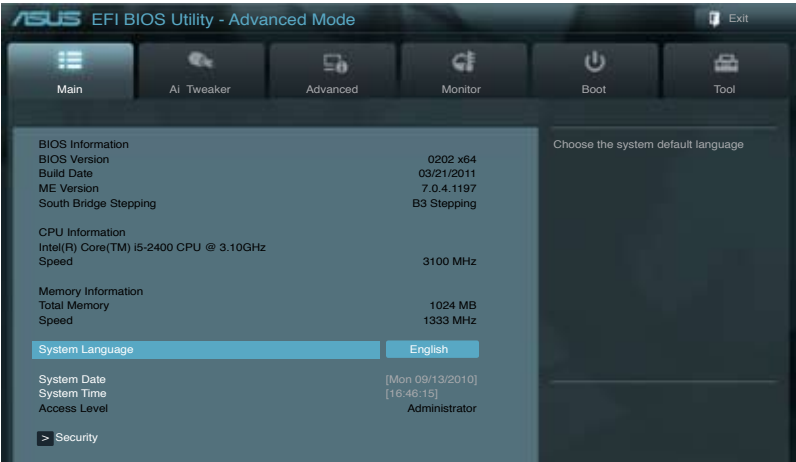 ASUS EFI BIOS Utility - Advanced Mode Exit
Main Ai Tweaker Advanced Monitor Boot Tool
BIOS Information
BIOS Version 0202 x64
Build Date 03/21/2011
ME Version 7.0.4.1197
South Bridge Stepping B3 Stepping
CPU Information
Intel(R) Core(TM) i5-2400 CPU @ 3.10GHz
Speed 3100 MHz
Memory Information
Total Memory 1024 MB
Speed 1333 MHz
System Language English
System Date [Mon 09/13/2010]
System Time [16:46:15]
Access Level Administrator
> Security
Choose the system default language